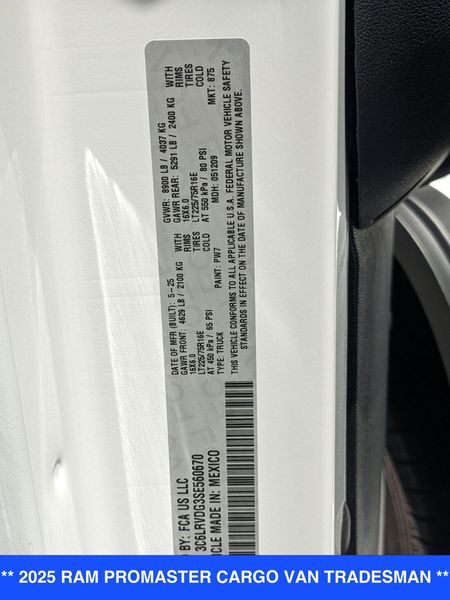 BY: FCA US LLC
3C6LRVDG3SE560670
MADE IN: MEXICO
DATE OF MFR (BUILT): 5-25 GVWR: 8900 LB / 4037 KG
GAWR FRONT: 4629 LB / 2100 KG WITH GAWR REAR: 5291 LB / 2400 KG WITH
16X6.0 RIMS 16X6.0 RIMS
LT225/75R16E TIRES LT225/75R16E TIRES
AT 450 kPa / 65 PSI COLD AT 550 kPa / 80 PSI COLD
TYPE: TRUCK PAINT: PW7 MDH: 051209 MKT: 875
THIS VEHICLE CONFORMS TO ALL APPLICABLE U.S.A. FEDERAL MOTOR VEHICLE SAFETY
STANDARDS IN EFFECT ON THE DATE OF MANUFACTURE SHOWN ABOVE.
** 2025 RAM PROMASTER CARGO VAN TRADESMAN **